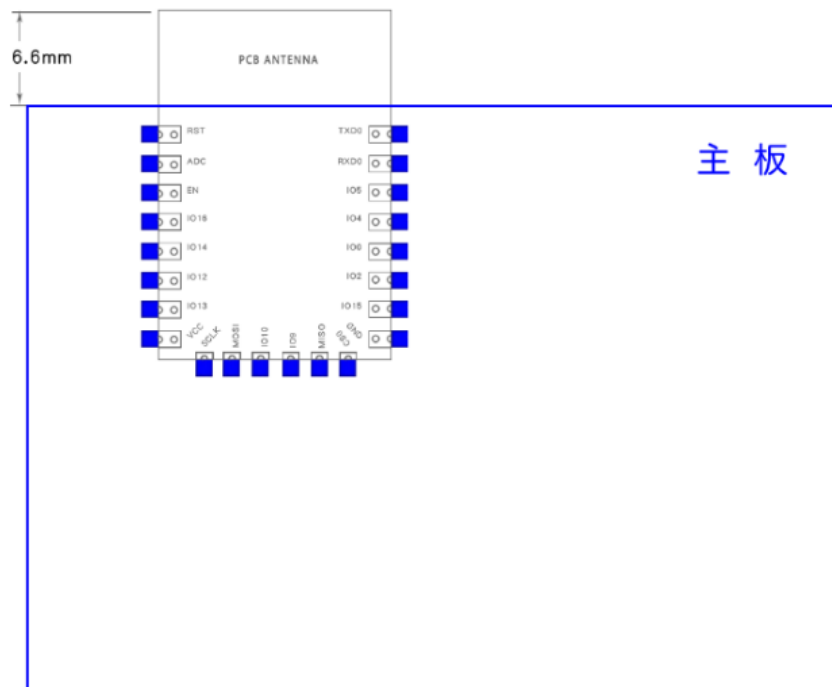 6.6mm
PCB ANTENNA
主 板
RST
ADC
EN
IO16
IO14
IO12
IO13
VCC
SCLK
MOSI
IO10
IO9
MISO
CS0
GND
TXD0
RXD0
IO5
IO4
IO0
IO2
IO15